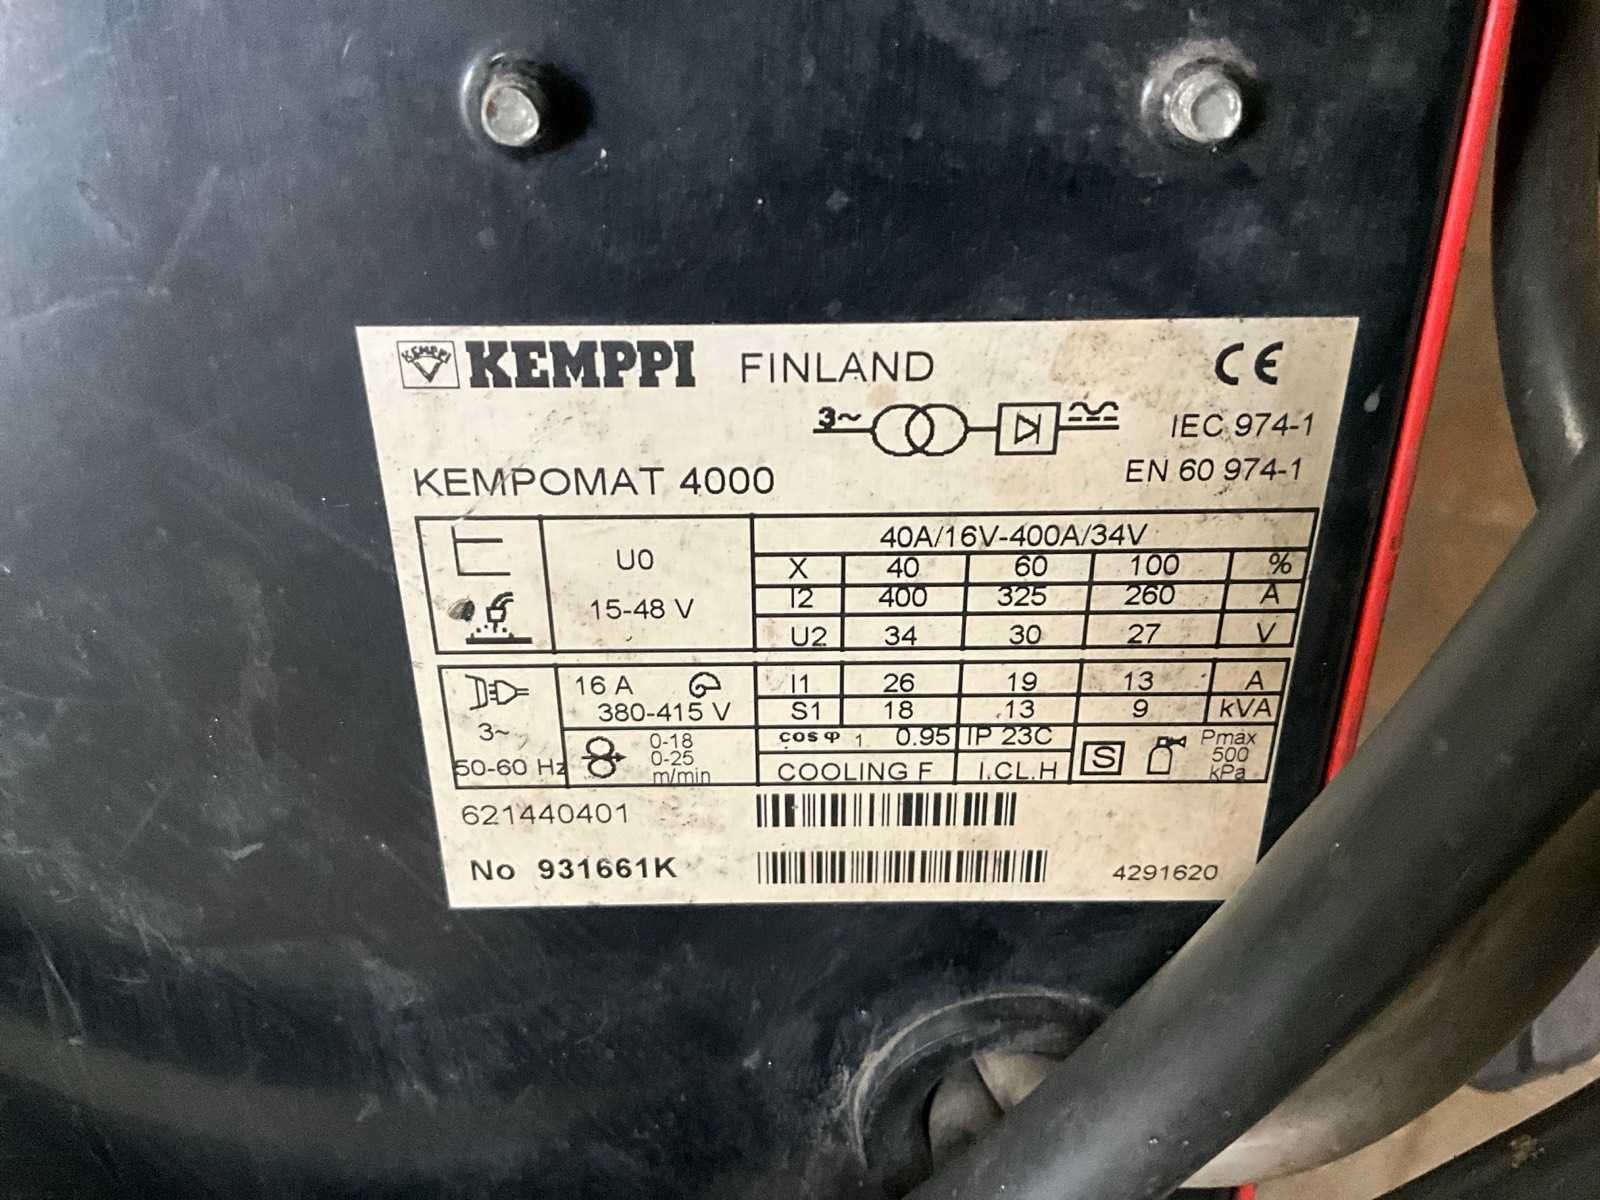 KEMPPI KEMPPI FINLAND CE
3~ IEC 974-1
KEMPOMAT 4000 EN 60 974-1
U0 40A/16V-400A/34V
X 40 60 100 %
15-48 V I2 400 325 260 A
U2 34 30 27 V
16 A I1 26 19 13 A
380-415 V S1 18 13 9 kVA
3~ 0-18 cos φ 1 0.95 IP 23C Pmax
50-60 Hz 0-25 S 500
m/min COOLING F I.CL.H kPa
621440401
No 931661K 4291620